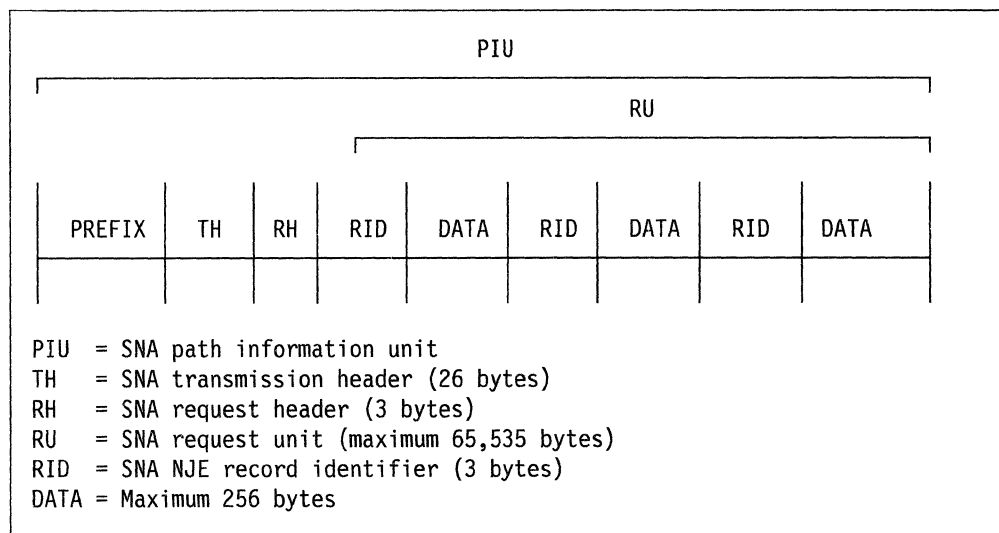 PIU
RU
PREFIX TH RH RID DATA RID DATA RID DATA
PIU = SNA path information unit
TH = SNA transmission header (26 bytes)
RH = SNA request header (3 bytes)
RU = SNA request unit (maximum 65,535 bytes)
RID = SNA NJE record identifier (3 bytes)
DATA = Maximum 256 bytes